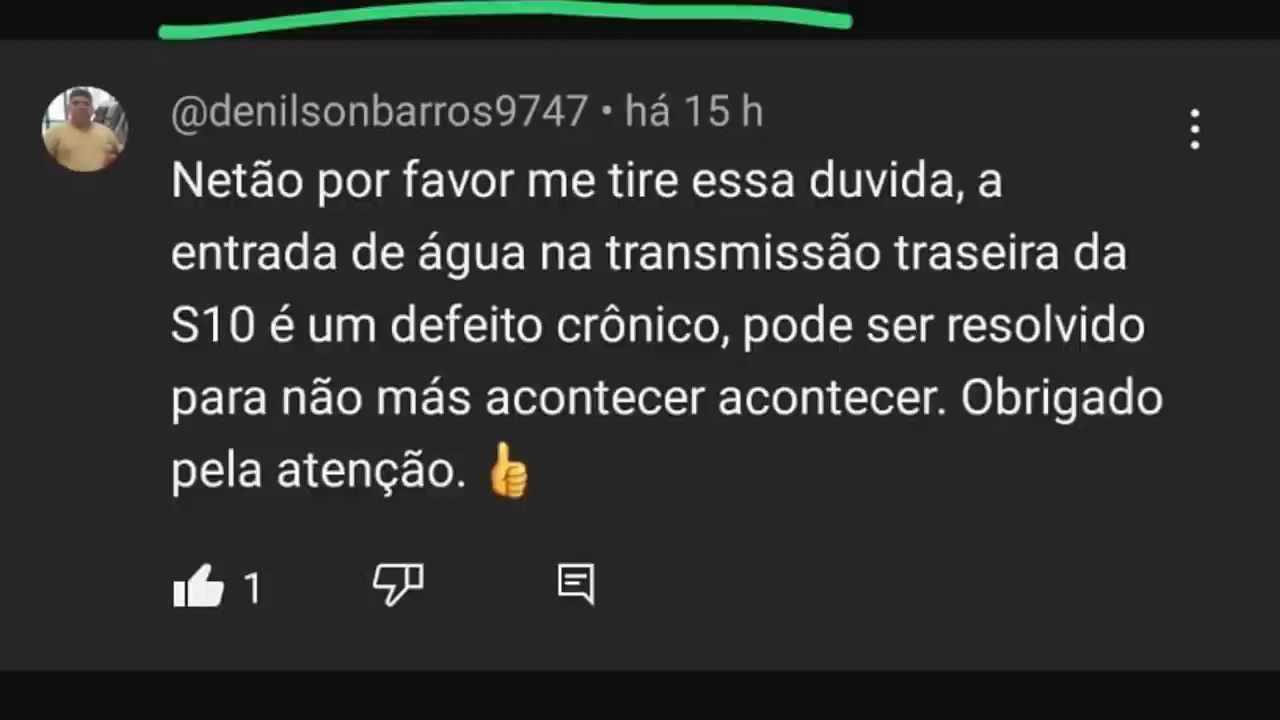 @denilsonbarros9747 • há 15 h
Netão por favor me tire essa duvida, a
entrada de água na transmissão traseira da
S10 é um defeito crônico, pode ser resolvido
para não más acontecer acontecer. Obrigado
pela atenção. 👍
1